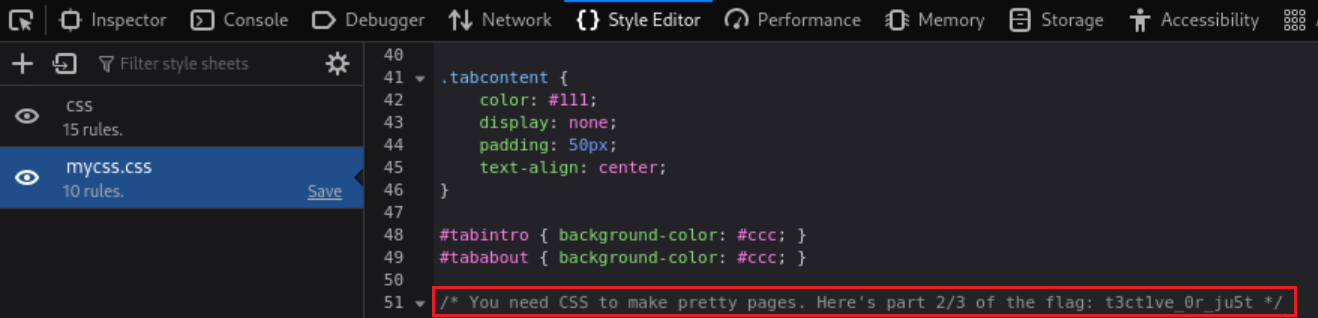 Inspector Console Debugger Network {} Style Editor Performance Memory Storage Accessibility
Filter style sheets
css
15 rules.
mycss.css
10 rules. Save
40
41 .tabcontent {
42 color: #111;
43 display: none;
44 padding: 50px;
45 text-align: center;
46 }
47
48 #tabintro { background-color: #ccc; }
49 #tababout { background-color: #ccc; }
50
51 /* You need CSS to make pretty pages. Here's part 2/3 of the flag: t3ct1ve_0r_ju5t */